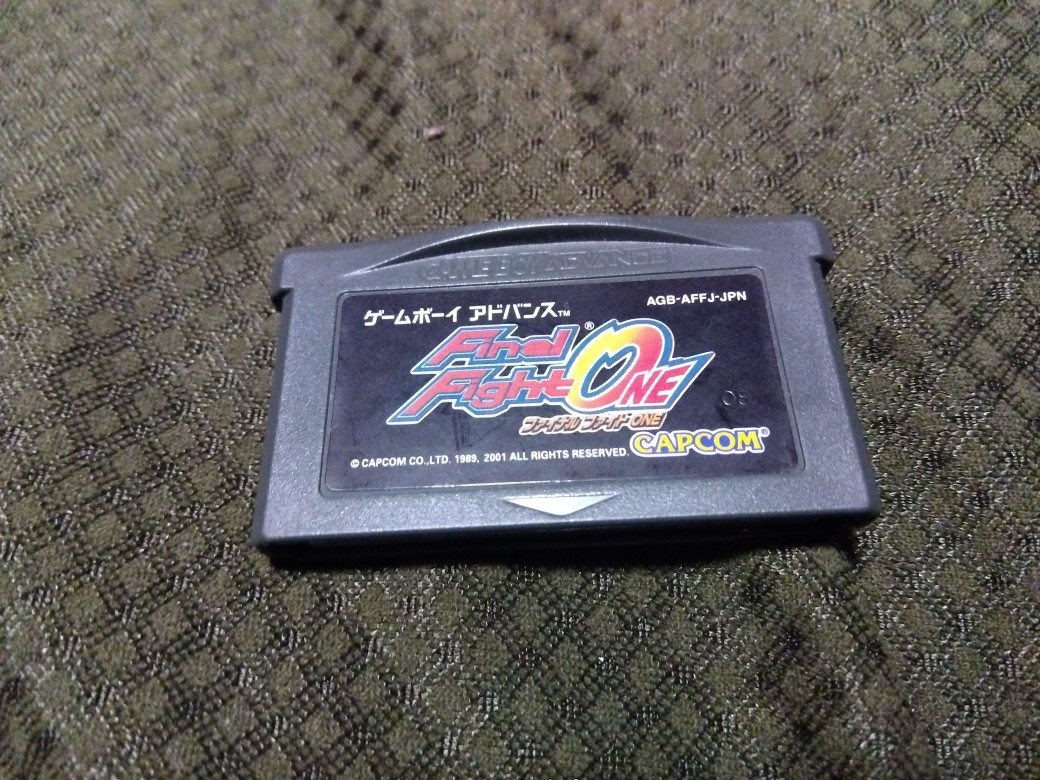 GAME BOY ADVANCE
ゲームボーイ アドバンス™
AGB-AFFJ-JPN
Final®
Fight ONE
ファイナル ファイト ONE
CAPCOM®
© CAPCOM CO.,LTD. 1989, 2001 ALL RIGHTS RESERVED.